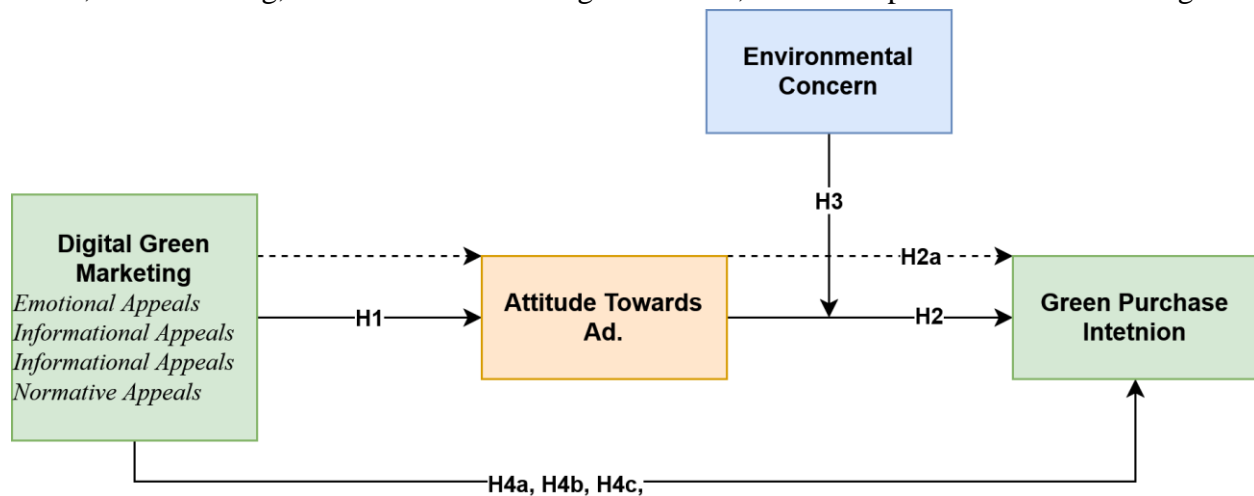 Environmental
Concern
H3
Digital Green
Marketing
Emotional Appeals
Informational Appeals
Informational Appeals
Normative Appeals
H1
Attitude Towards
Ad.
H2a
H2
Green Purchase
Intetnion
H4a, H4b, H4c,